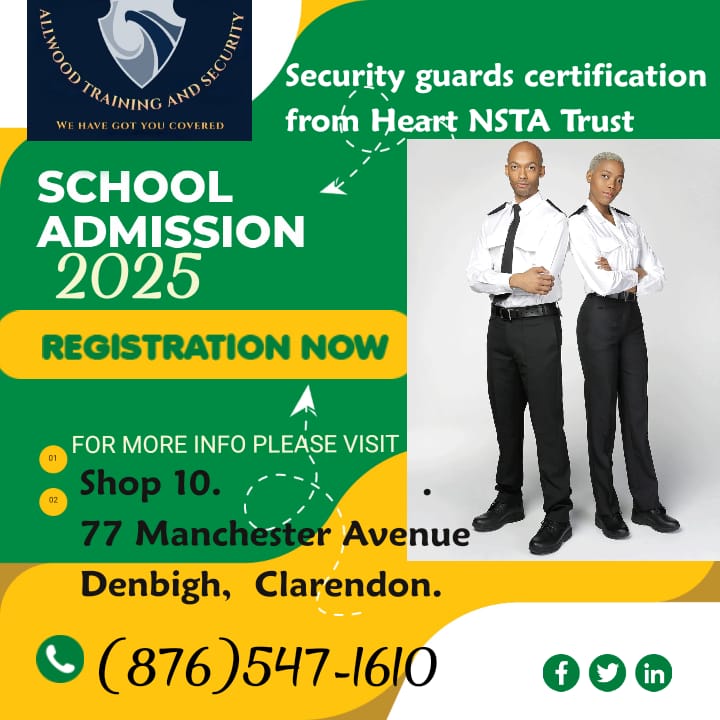 ALLWOOD TRAINING AND SECURITY
WE HAVE GOT YOU COVERED
Security guards certification
from Heart NSTA Trust
SCHOOL
ADMISSION
2025
REGISTRATION NOW
01 FOR MORE INFO PLEASE VISIT
02 Shop 10. .
77 Manchester Avenue
Denbigh, Clarendon.
(876)547-1610